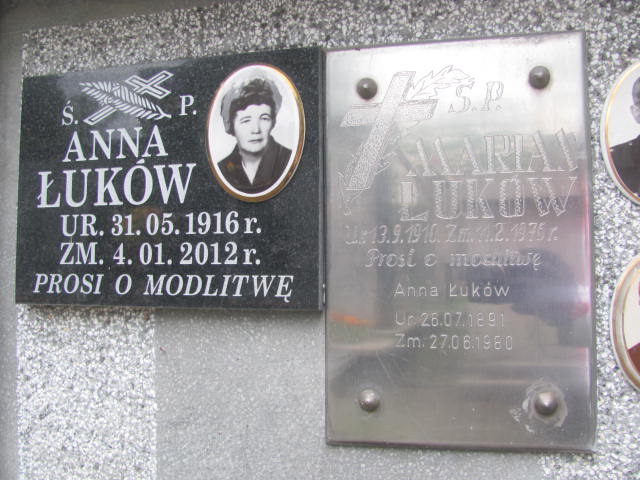 Ś. P.
ANNA
ŁUKÓW
UR. 31.05.1916 r.
ZM. 4.01.2012 r.
PROSI O MODLITWĘ
Ś.P.
MARIAN
ŁUKÓW
Ur. 13.9.1910. Zm. 11.2.1976 r.
Prosi o modlitwę
Anna Łuków
Ur. 26.07.1891
Zm. 27.06.1980